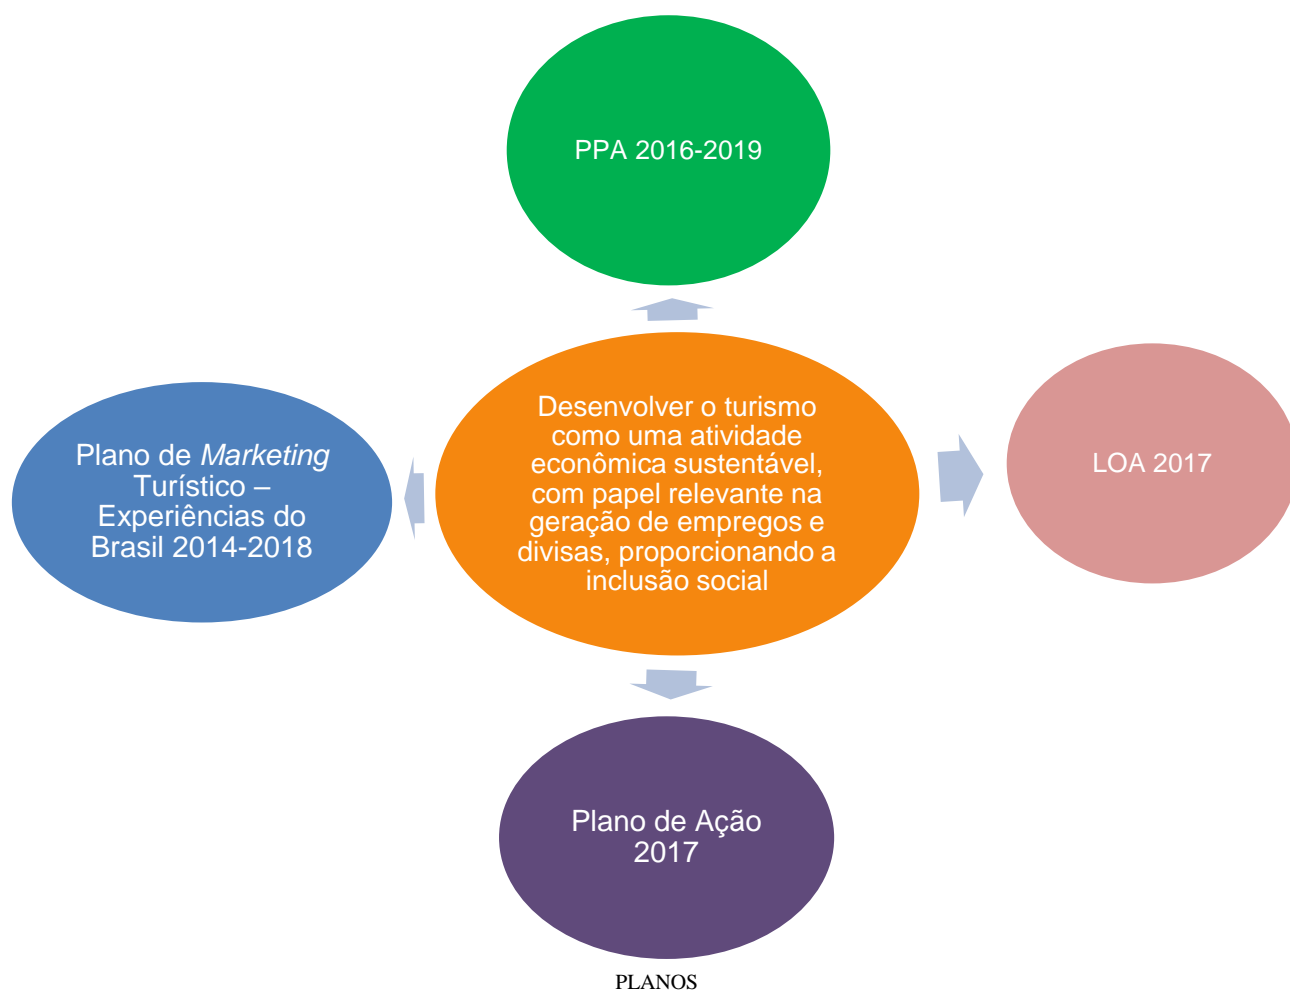 PPA 2016-2019
Desenvolver o turismo
como uma atividade
econômica sustentável,
com papel relevante na
geração de empregos e
divisas, proporcionando a
inclusão social
LOA 2017
Plano de Marketing
Turístico –
Experiências do
Brasil 2014-2018
Plano de Ação
2017
PLANOS